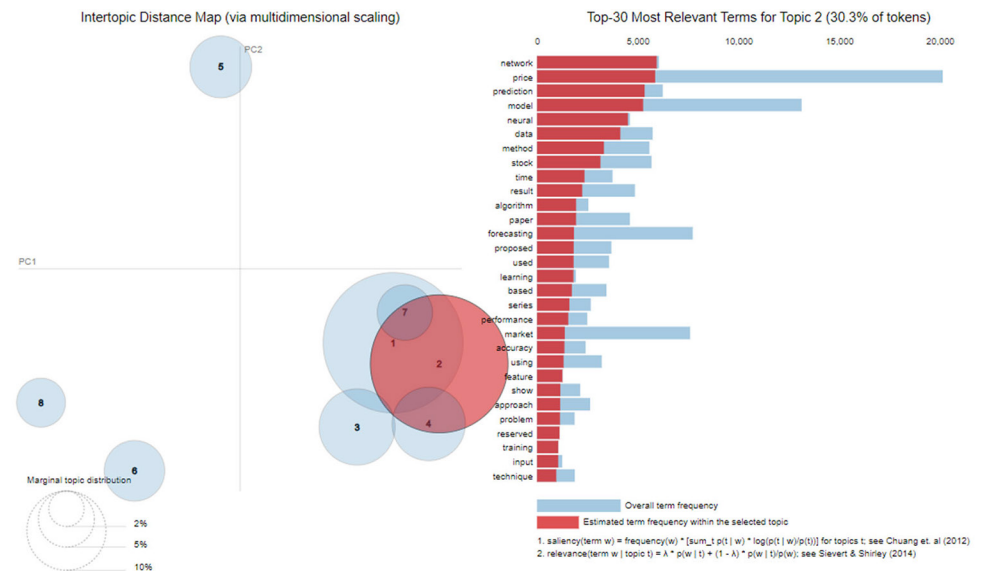 Intertopic Distance Map (via multidimensional scaling)
PC2
5
PC1
7
1
2
3
4
8
6
Marginal topic distribution
2%
5%
10%
Top-30 Most Relevant Terms for Topic 2 (30.3% of tokens)
0 5,000 10,000 15,000 20,000
network
price
prediction
model
neural
data
method
stock
time
result
algorithm
paper
forecasting
proposed
used
learning
based
series
performance
market
accuracy
using
feature
show
approach
problem
reserved
training
input
technique
Overall term frequency
Estimated term frequency within the selected topic
1. saliency(term w) = frequency(w) * [sum_t p(t | w) * log(p(t | w)/p(t))] for topics t; see Chuang et. al (2012)
2. relevance(term w | topic t) = λ * p(w | t) + (1 - λ) * p(w | t)/p(w); see Sievert & Shirley (2014)